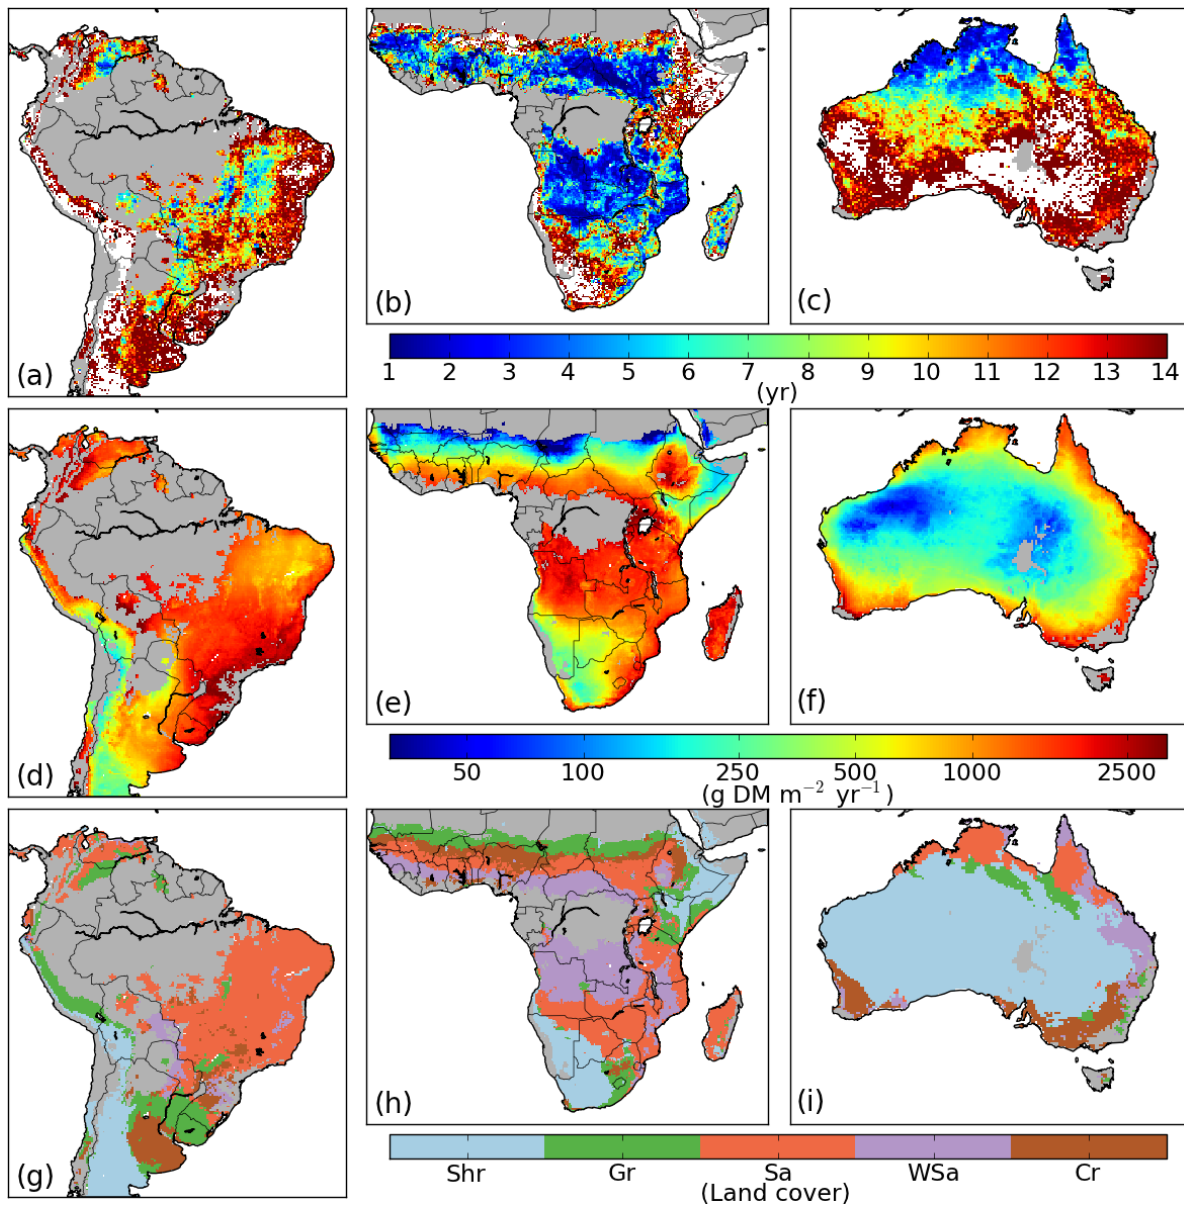 (a)
(b)
(c)
1 2 3 4 5 6 7 8 9 10 11 12 13 14
(yr)
(d)
(e)
(f)
50 100 250 500 1000 2500
(g DM m⁻² yr⁻¹)
(g)
(h)
(i)
Shr Gr Sa WSa Cr
(Land cover)